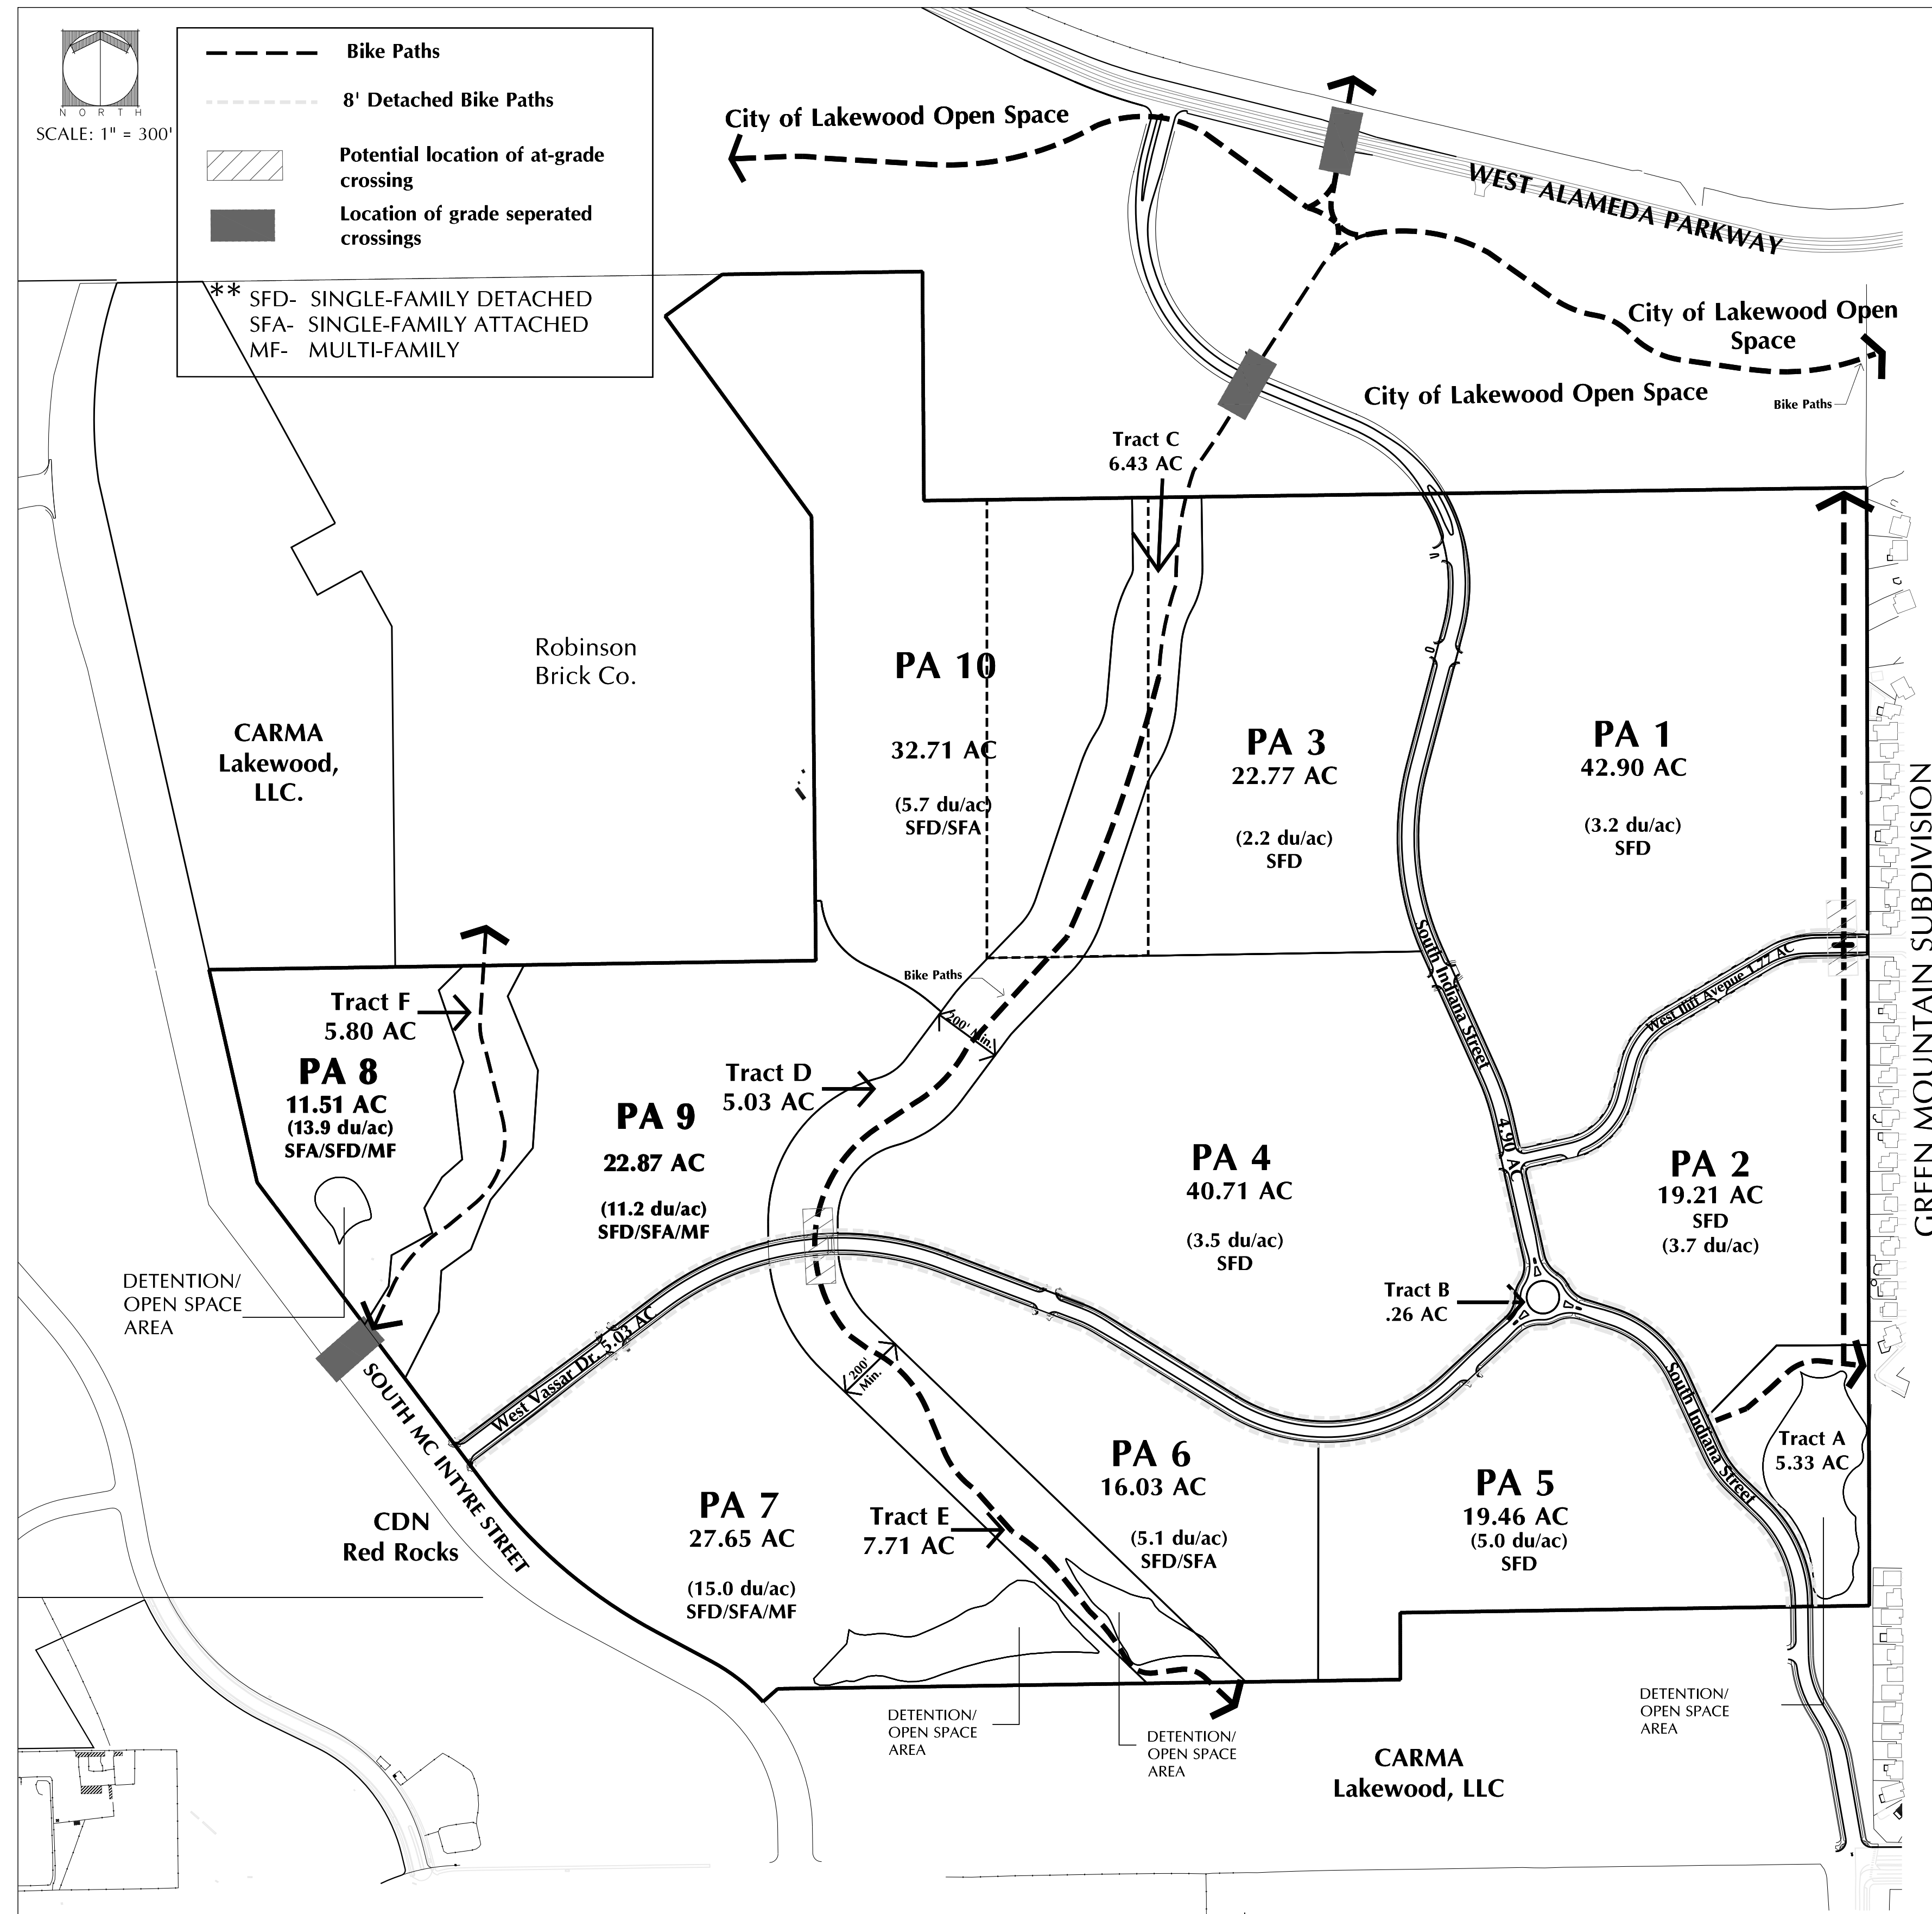 NORTH
SCALE: 1" = 300'
Bike Paths
8' Detached Bike Paths
Potential location of at-grade
crossing
Location of grade seperated
crossings
** SFD- SINGLE-FAMILY DETACHED
SFA- SINGLE-FAMILY ATTACHED
MF- MULTI-FAMILY
City of Lakewood Open Space
WEST ALAMEDA PARKWAY
City of Lakewood Open
Space
City of Lakewood Open Space
Bike Paths
Tract C
6.43 AC
Robinson
Brick Co.
CARMA
Lakewood,
LLC.
PA 10
32.71 AC
(5.7 du/ac)
SFD/SFA
PA 3
22.77 AC
(2.2 du/ac)
SFD
PA 1
42.90 AC
(3.2 du/ac)
SFD
GREEN MOUNTAIN SUBDIVISION
South Indiana Street
4.90 AC
West Iliff Avenue 1.77 AC
Bike Paths
200' Min.
Tract F
5.80 AC
PA 8
11.51 AC
(13.9 du/ac)
SFA/SFD/MF
Tract D
5.03 AC
PA 9
22.87 AC
(11.2 du/ac)
SFD/SFA/MF
PA 4
40.71 AC
(3.5 du/ac)
SFD
PA 2
19.21 AC
SFD
(3.7 du/ac)
DETENTION/
OPEN SPACE
AREA
Tract B
.26 AC
West Vassar Dr. 5.03 AC
200'
Min.
SOUTH MC INTYRE STREET
South Indiana Street
Tract A
5.33 AC
CDN
Red Rocks
PA 7
27.65 AC
(15.0 du/ac)
SFD/SFA/MF
Tract E
7.71 AC
PA 6
16.03 AC
(5.1 du/ac)
SFD/SFA
PA 5
19.46 AC
(5.0 du/ac)
SFD
DETENTION/
OPEN SPACE
AREA
DETENTION/
OPEN SPACE
AREA
DETENTION/
OPEN SPACE
AREA
CARMA
Lakewood, LLC